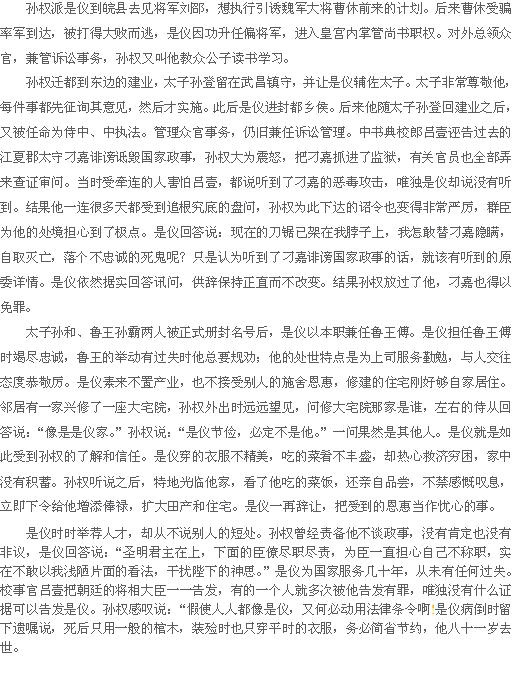 孙权派是仪到皖县去见将军刘邵，想执行引诱魏军大将曹休前来的计划。后来曹休受骗
率军到达，被打得大败而逃，是仪因功升任偏将军，进入皇宫内掌管尚书职权。对外总领众
官，兼管诉讼事务，孙权又叫他教众公子读书学习。
孙权迁都到东边的建业，太子孙登留在武昌镇守，并让是仪辅佐太子。太子非常尊敬他，
每件事都先征询其意见，然后才实施。此后是仪进封都乡侯。后来他随太子孙登回建业之后，
又被任命为侍中、中执法。管理众官事务，仍旧兼任诉讼管理。中书典校郎吕壹诬告过去的
江夏郡太守刁嘉诽谤诋毁国家政事，孙权大为震怒，把刁嘉抓进了监狱，有关官员也全部弄
来查证审问。当时受牵连的人害怕吕壹，都说听到了刁嘉的恶毒攻击，唯独是仪却说没有听
到。结果他一连很多天都受到追根究底的盘问，孙权为此下达的诏令也变得非常严厉，群臣
为他的处境担心到了极点。是仪回答说：现在的刀锯已架在我脖子上，我怎敢替刁嘉隐瞒，
自取灭亡，落个不忠诚的死鬼呢？只是认为听到了刁嘉诽谤国家政事的话，就该有听到的原
委详情。是仪依然据实回答讯问，供辞保持正直而不改变。结果孙权放过了他，刁嘉也得以
免罪。
太子孙和、鲁王孙霸两人被正式册封名号后，是仪以本职兼任鲁王傅。是仪担任鲁王傅
时竭尽忠诚，鲁王的举动有过失时他总要规劝；他的处世特点是为上司服务勤勉，与人交往
态度恭敬厉。是仪素来不置产业，也不接受别人的施舍恩惠，修建的住宅刚好够自家居住。
邻居有一家兴修了一座大宅院，孙权外出时远远望见，问修大宅院那家是谁，左右的侍从回
答说：“像是是仪家。”孙权说：“是仪节俭，必定不是他。”一问果然是其他人。是仪就是如
此受到孙权的了解和信任。是仪穿的衣服不精美，吃的菜肴不丰盛，却热心救济穷困，家中
没有积蓄。孙权听说之后，特地光临他家，看了他吃的菜饭，还亲自品尝，不禁感慨叹息，
立即下令给他增添俸禄，扩大田产和住宅。是仪一再辞让，把受到的恩惠当作忧心的事。
是仪时时举荐人才，却从不说别人的短处。孙权曾经责备他不谈政事，没有肯定也没有
非议，是仪回答说：“圣明君主在上，下面的臣僚尽职尽责，为臣一直担心自己不称职，实
在不敢以我浅陋片面的看法，干扰陛下的神思。”是仪为国家服务几十年，从未有任何过失。
校事官吕壹把朝廷的将相大臣一一告发，有的一个人就多次被他告发有罪，唯独没有什么证
据可以告发是仪。孙权感叹说：“假使人人都像是仪，又何必动用法律条令啊！是仪病倒时留
下遗嘱说，死后只用一般的棺木，装殓时也只穿平时的衣服，务必简省节约，他八十一岁去
世。